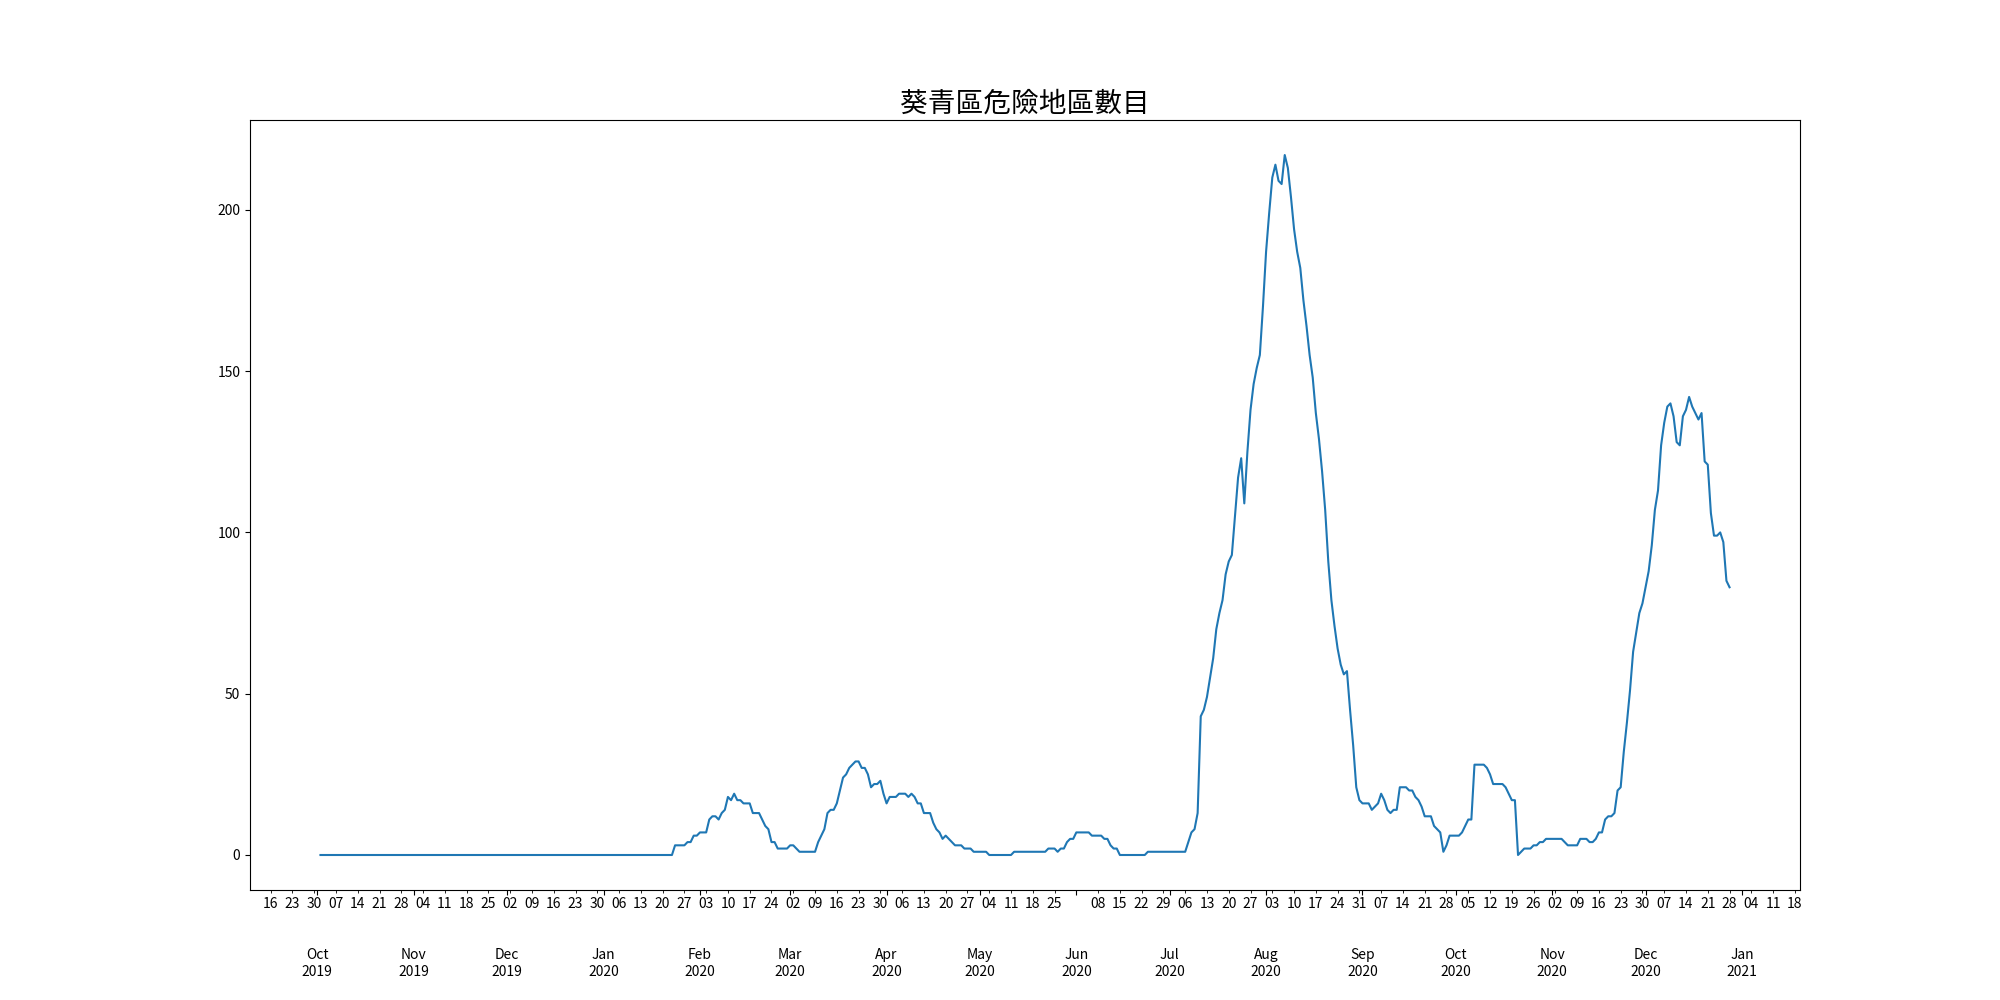 葵青區危險地區數目
200
150
100
50
0
16 23 30 07 14 21 28 04 11 18 25 02 09 16 23 30 06 13 20 27 03 10 17 24 02 09 16 23 30 06 13 20 27 04 11 18 25 08 15 22 29 06 13 20 27 03 10 17 24 31 07 14 21 28 05 12 19 26 02 09 16 23 30 07 14 21 28 04 11 18
Oct Nov Dec Jan Feb Mar Apr May Jun Jul Aug Sep Oct Nov Dec Jan
2019 2019 2019 2020 2020 2020 2020 2020 2020 2020 2020 2020 2020 2020 2020 2021